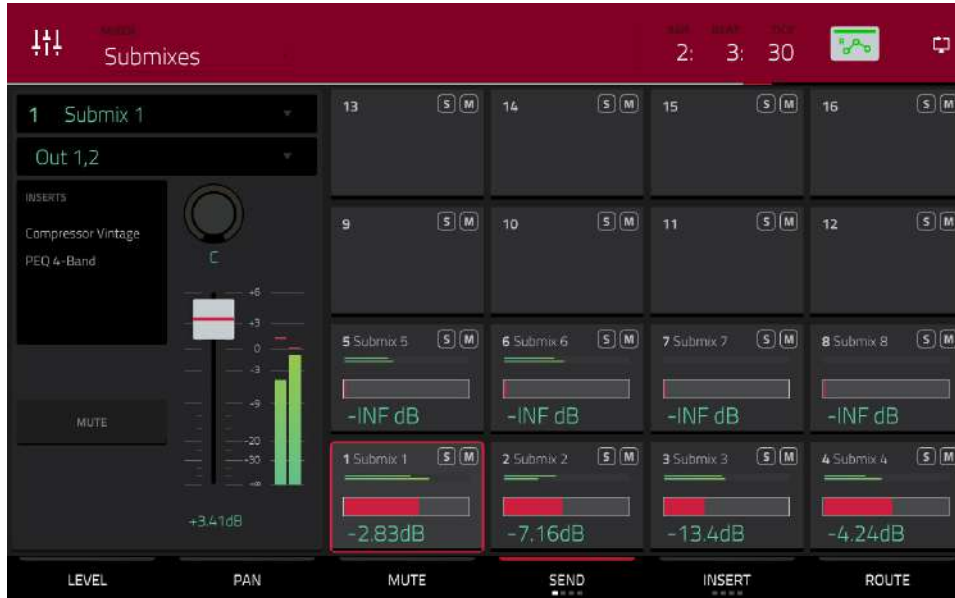 MIXER
Submixes
BAR BEAT TICK
2: 3: 30
R
1 Submix 1
Out 1,2
INSERTS
Compressor Vintage
PEQ 4-Band
C
+6
+3
0
-3
-9
-20
-30
-∞
MUTE
+3.41dB
13 S M
14 S M
15 S M
16 S M
9 S M
10 S M
11 S M
12 S M
5 Submix 5 S M
-INF dB
6 Submix 6 S M
-INF dB
7 Submix 7 S M
-INF dB
8 Submix 8 S M
-INF dB
1 Submix 1 S M
-2.83dB
2 Submix 2 S M
-7.16dB
3 Submix 3 S M
-13.4dB
4 Submix 4 S M
-4.24dB
LEVEL PAN MUTE SEND INSERT ROUTE